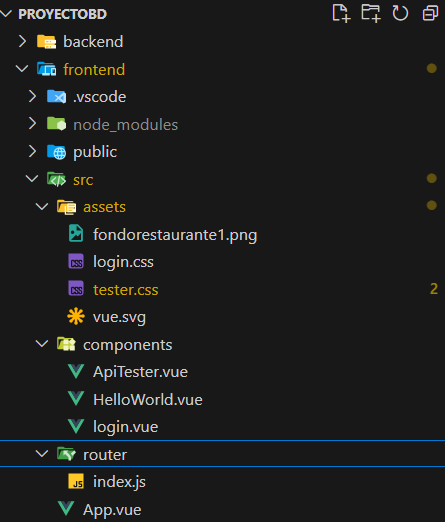 PROYECTOBD
backend
frontend
.vscode
node_modules
public
src
assets
fondorestaurante1.png
login.css
tester.css 2
vue.svg
components
ApiTester.vue
HelloWorld.vue
login.vue
router
index.js
App.vue